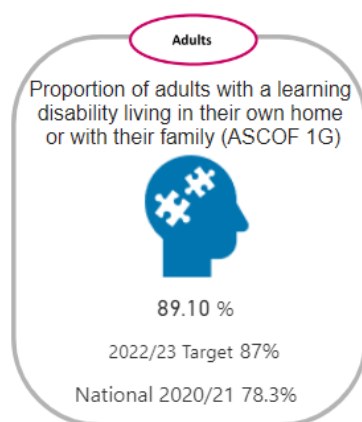 Adults
Proportion of adults with a learning
disability living in their own home
or with their family (ASCOF 1G)
89.10 %
2022/23 Target 87%
National 2020/21 78.3%